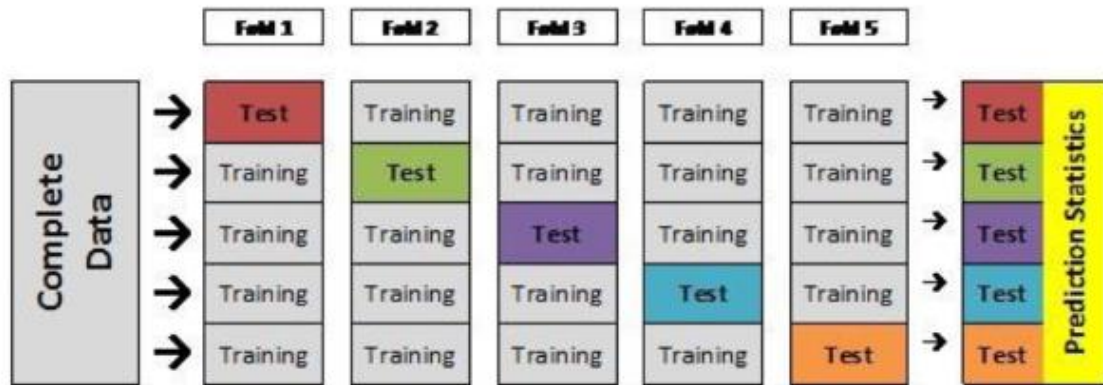 Fold 1 Fold 2 Fold 3 Fold 4 Fold 5
Complete
Data
Test Training Training Training Training Test
Training Test Training Training Training Test
Training Training Test Training Training Test
Training Training Training Test Training Test
Training Training Training Training Test Test
Prediction Statistics